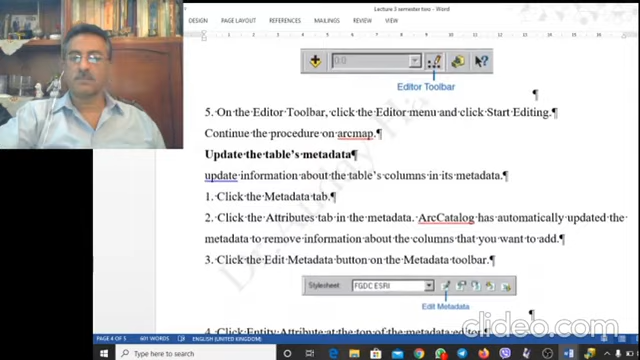 Lecture 3 semester two - Word
DESIGN PAGE LAYOUT REFERENCES MAILINGS REVIEW VIEW
0.0
Editor Toolbar
5. On the Editor Toolbar, click the Editor menu and click Start Editing.¶
Continue the procedure on arcmap.¶
Update the table's metadata¶
update information about the table's columns in its metadata.¶
1. Click the Metadata tab.¶
2. Click the Attributes tab in the metadata. ArcCatalog has automatically updated the
metadata to remove information about the columns that you want to add.¶
3. Click the Edit Metadata button on the Metadata toolbar.¶
Stylesheet: FGDC ESRI
Edit Metadata
4. Click Entity Attribute at the top of the metadata editor.
clideo.com
PAGE 4 OF 5 601 WORDS ENGLISH (UNITED KINGDOM)
Type here to search